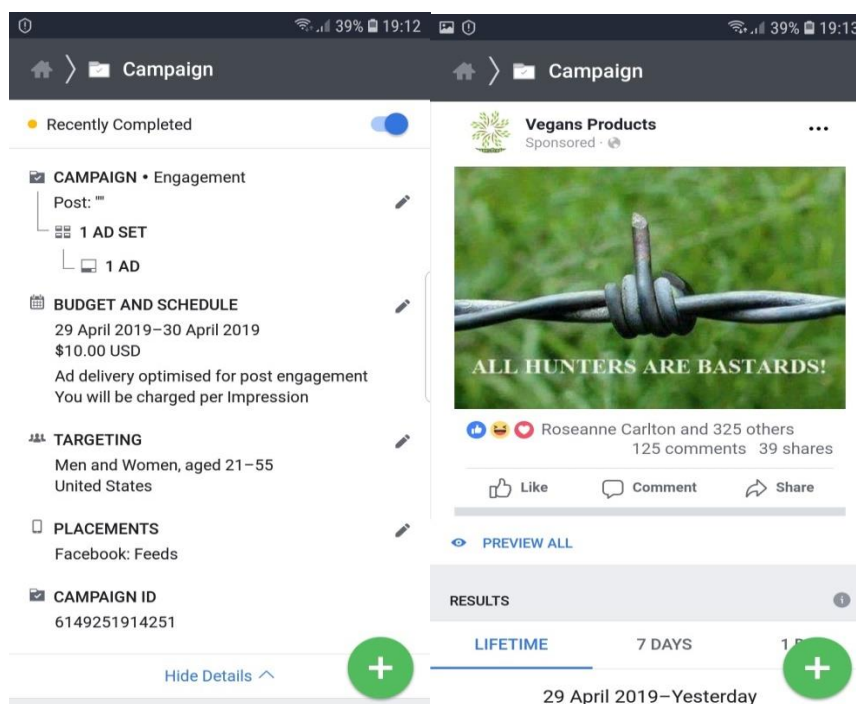 39% 19:12
Campaign
Recently Completed
CAMPAIGN • Engagement
Post: ""
1 AD SET
1 AD
BUDGET AND SCHEDULE
29 April 2019–30 April 2019
$10.00 USD
Ad delivery optimised for post engagement
You will be charged per Impression
TARGETING
Men and Women, aged 21–55
United States
PLACEMENTS
Facebook: Feeds
CAMPAIGN ID
6149251914251
Hide Details
39% 19:13
Campaign
Vegans Products
Sponsored ·
ALL HUNTERS ARE BASTARDS!
Roseanne Carlton and 325 others
125 comments 39 shares
Like Comment Share
PREVIEW ALL
RESULTS
LIFETIME 7 DAYS 1
29 April 2019–Yesterday